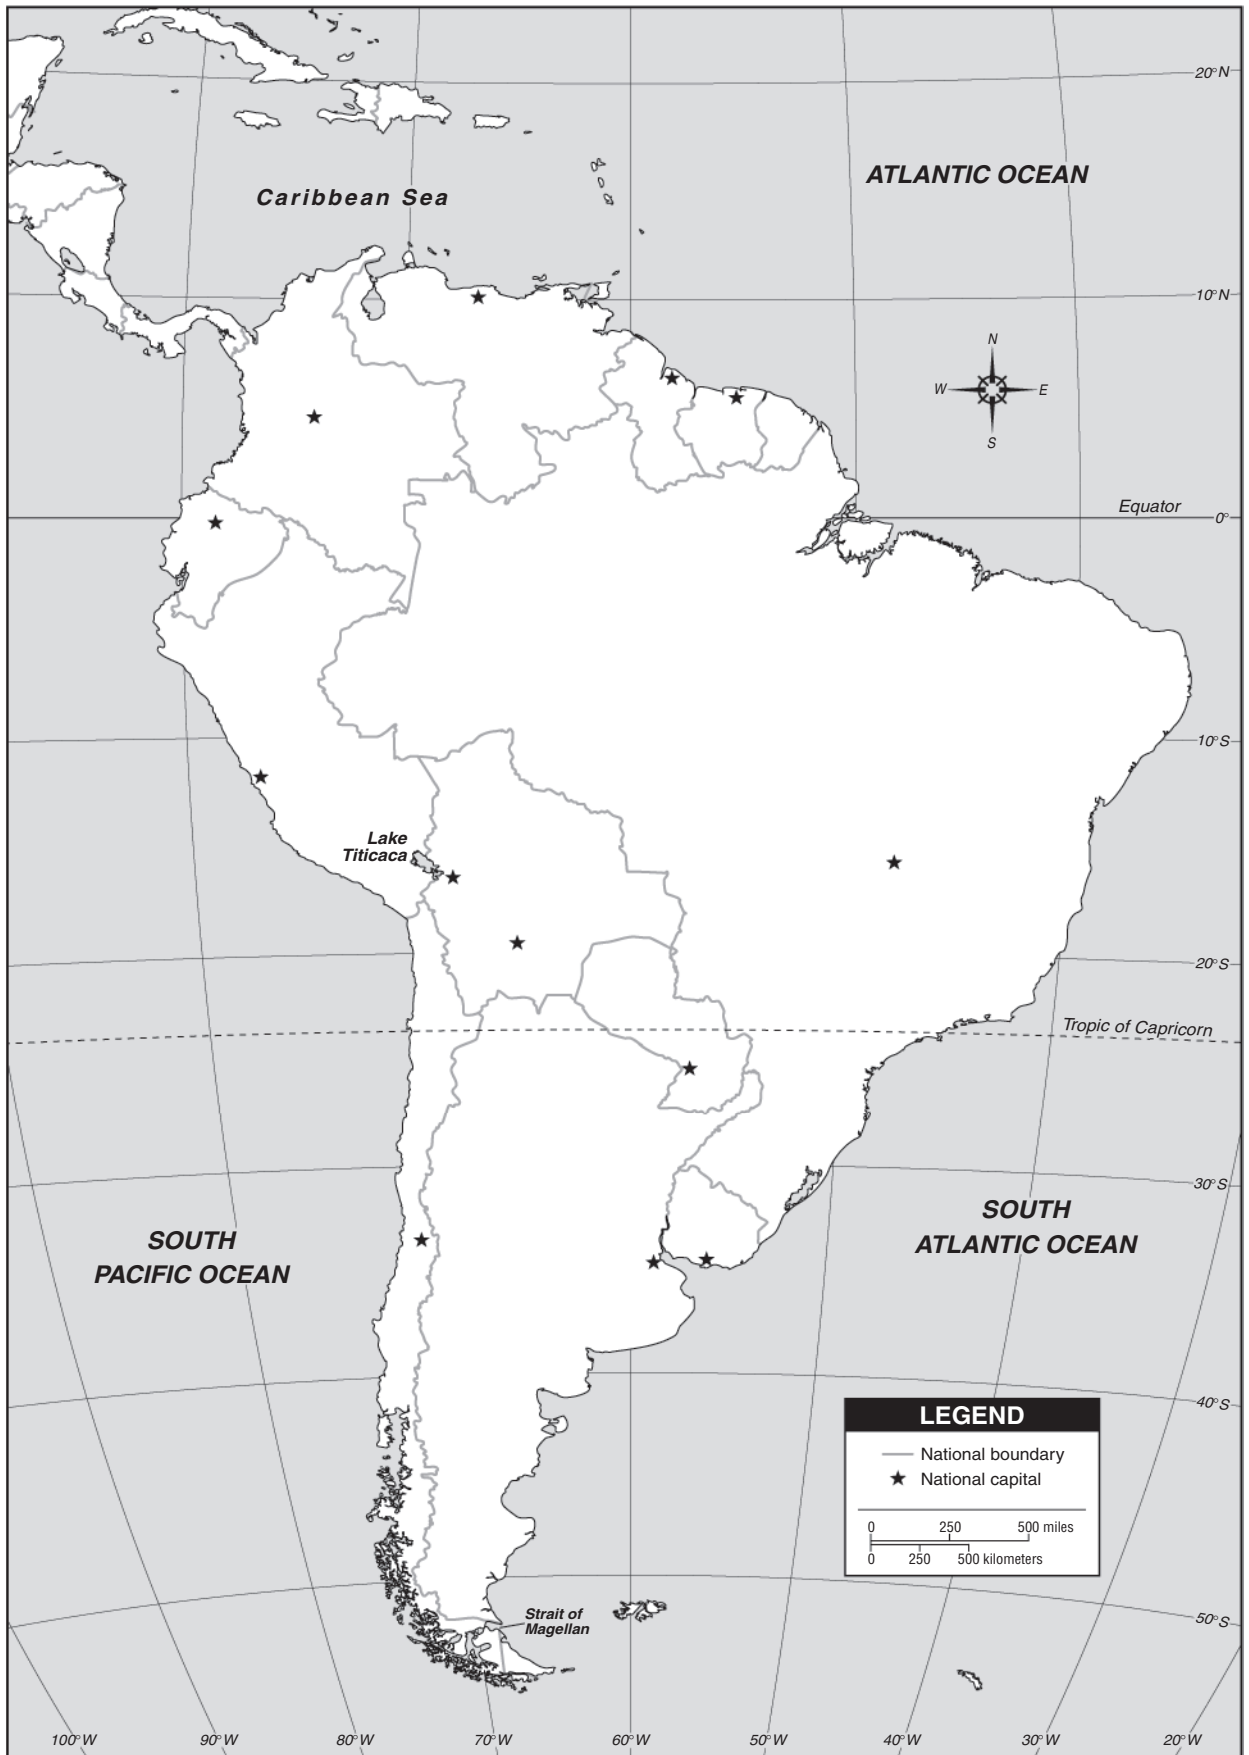 20°N
ATLANTIC OCEAN
Caribbean Sea
10°N
N
W
E
S
Equator
0°
10°S
Lake
Titicaca
20°S
Tropic of Capricorn
30°S
SOUTH
ATLANTIC OCEAN
SOUTH
PACIFIC OCEAN
40°S
LEGEND
National boundary
National capital
0 250 500 miles
0 250 500 kilometers
Strait of
Magellan
50°S
100°W 90°W 80°W 70°W 60°W 50°W 40°W 30°W 20°W